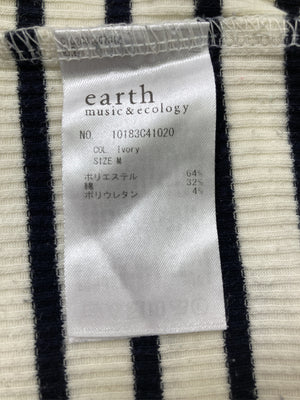 earth
music&ecology
NO. 10183C41020
COL Ivory
SIZE M
ポリエステル 64%
綿 32%
ポリウレタン 4%